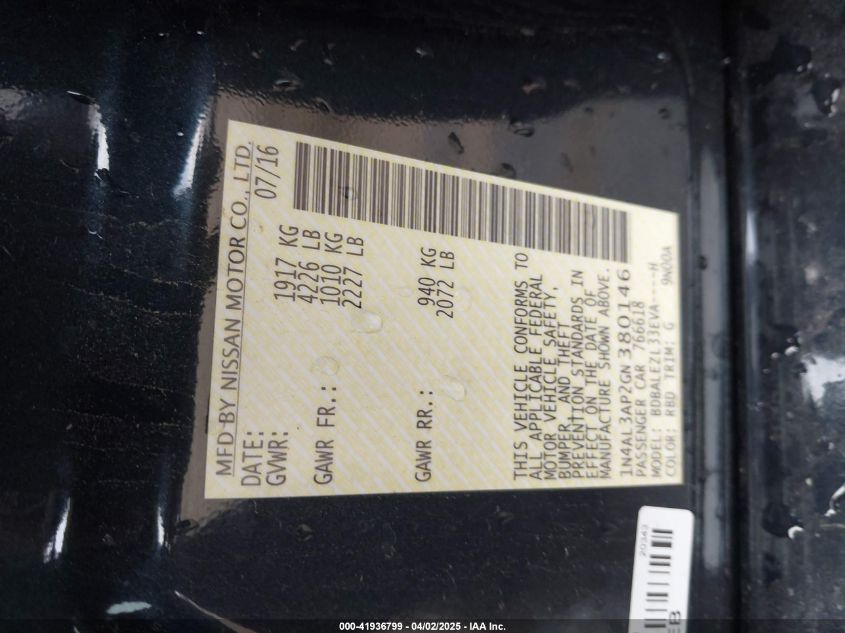 MFD BY NISSAN MOTOR CO., LTD.
DATE: 07/16
GVWR: 1917 KG
4226 LB
GAWR FR.: 1010 KG
2227 LB
GAWR RR.: 940 KG
2072 LB
THIS VEHICLE CONFORMS TO
ALL APPLICABLE FEDERAL
MOTOR VEHICLE SAFETY,
BUMPER, AND THEFT
PREVENTION STANDARDS IN
EFFECT ON THE DATE OF
MANUFACTURE SHOWN ABOVE.
1N4AL3AP2GN380146
PASSENGER CAR 766618
MODEL: BDBALEZL33EVA----H
COLOR: RBD TRIM: G 9N00A
20343
EB
000-41936799 - 04/02/2025 - IAA Inc.